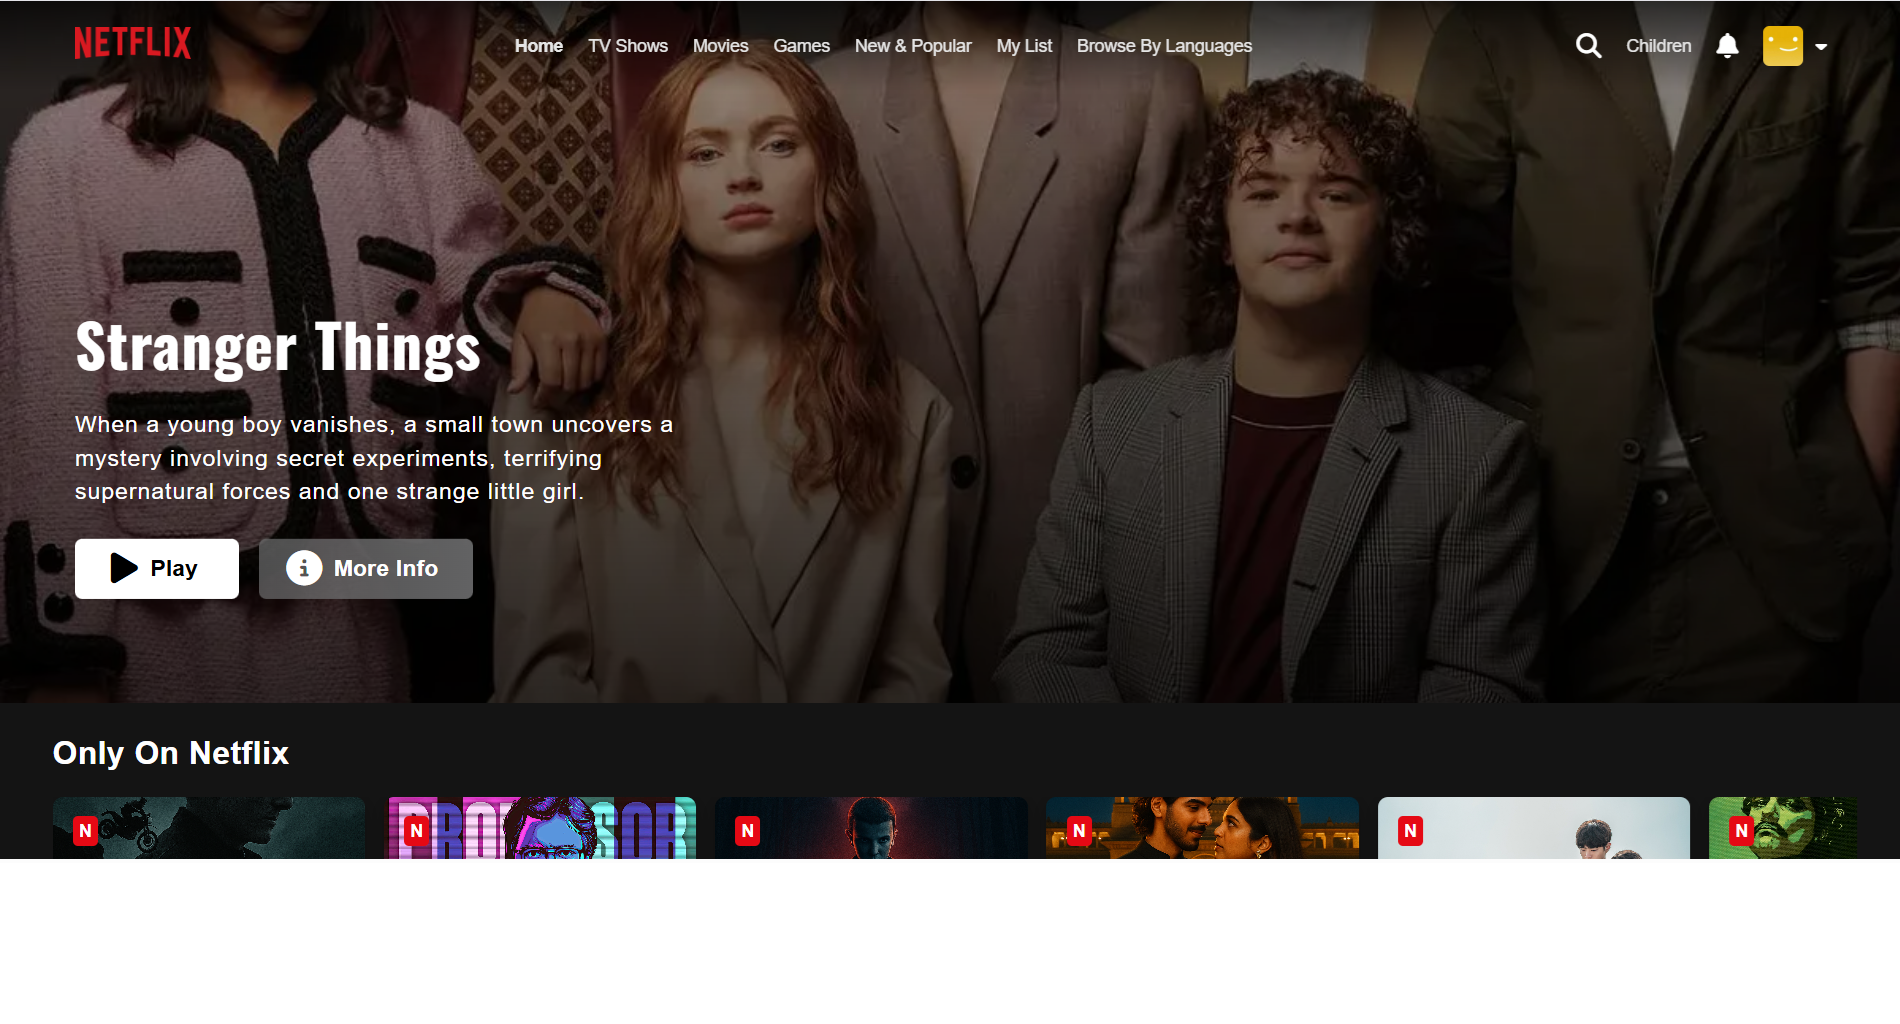 NETFLIX
Home TV Shows Movies Games New & Popular My List Browse By Languages
Children
Stranger Things
When a young boy vanishes, a small town uncovers a
mystery involving secret experiments, terrifying
supernatural forces and one strange little girl.
Play
More Info
Only On Netflix
N
N
PROFESSOR
N
N
N
N